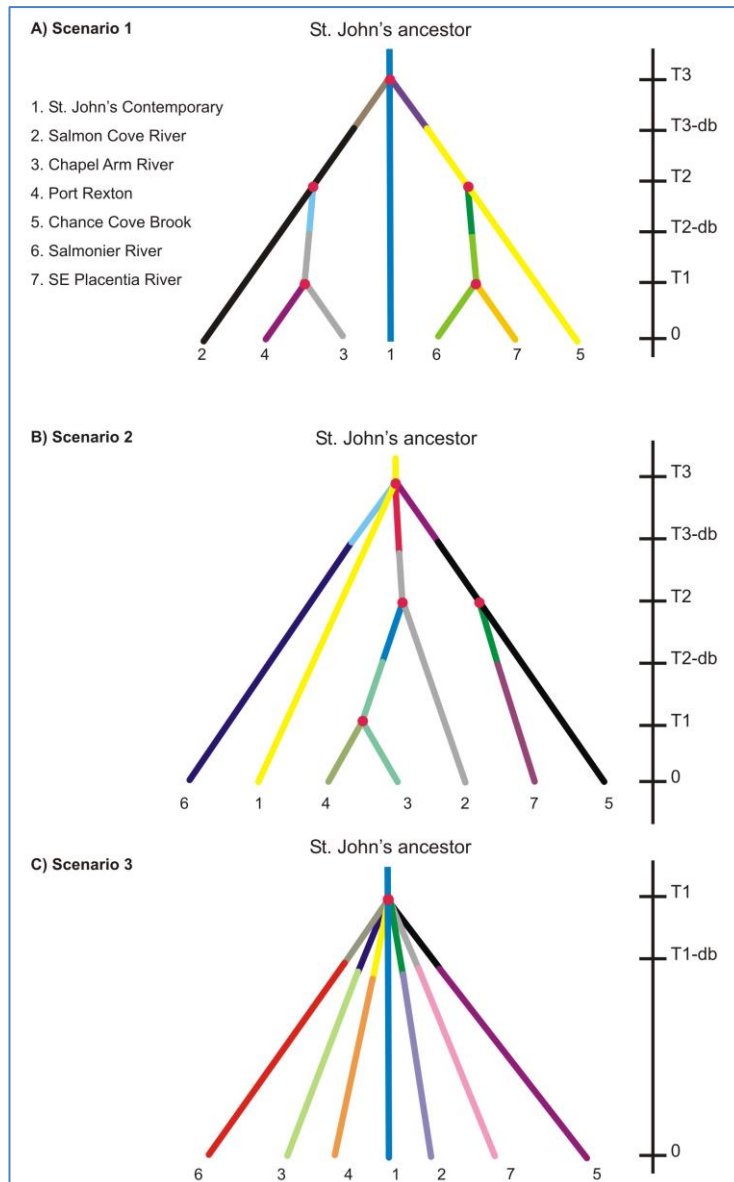 A) Scenario 1
St. John's ancestor
T3
1. St. John's Contemporary
2. Salmon Cove River
T3-db
3. Chapel Arm River
4. Port Rexton
T2
5. Chance Cove Brook
6. Salmonier River
T2-db
7. SE Placentia River
T1
0
2 4 3 1 6 7 5
B) Scenario 2
St. John's ancestor
T3
T3-db
T2
T2-db
T1
0
6 1 4 3 2 7 5
St. John's ancestor
C) Scenario 3
T1
T1-db
0
6 3 4 1 2 7 5